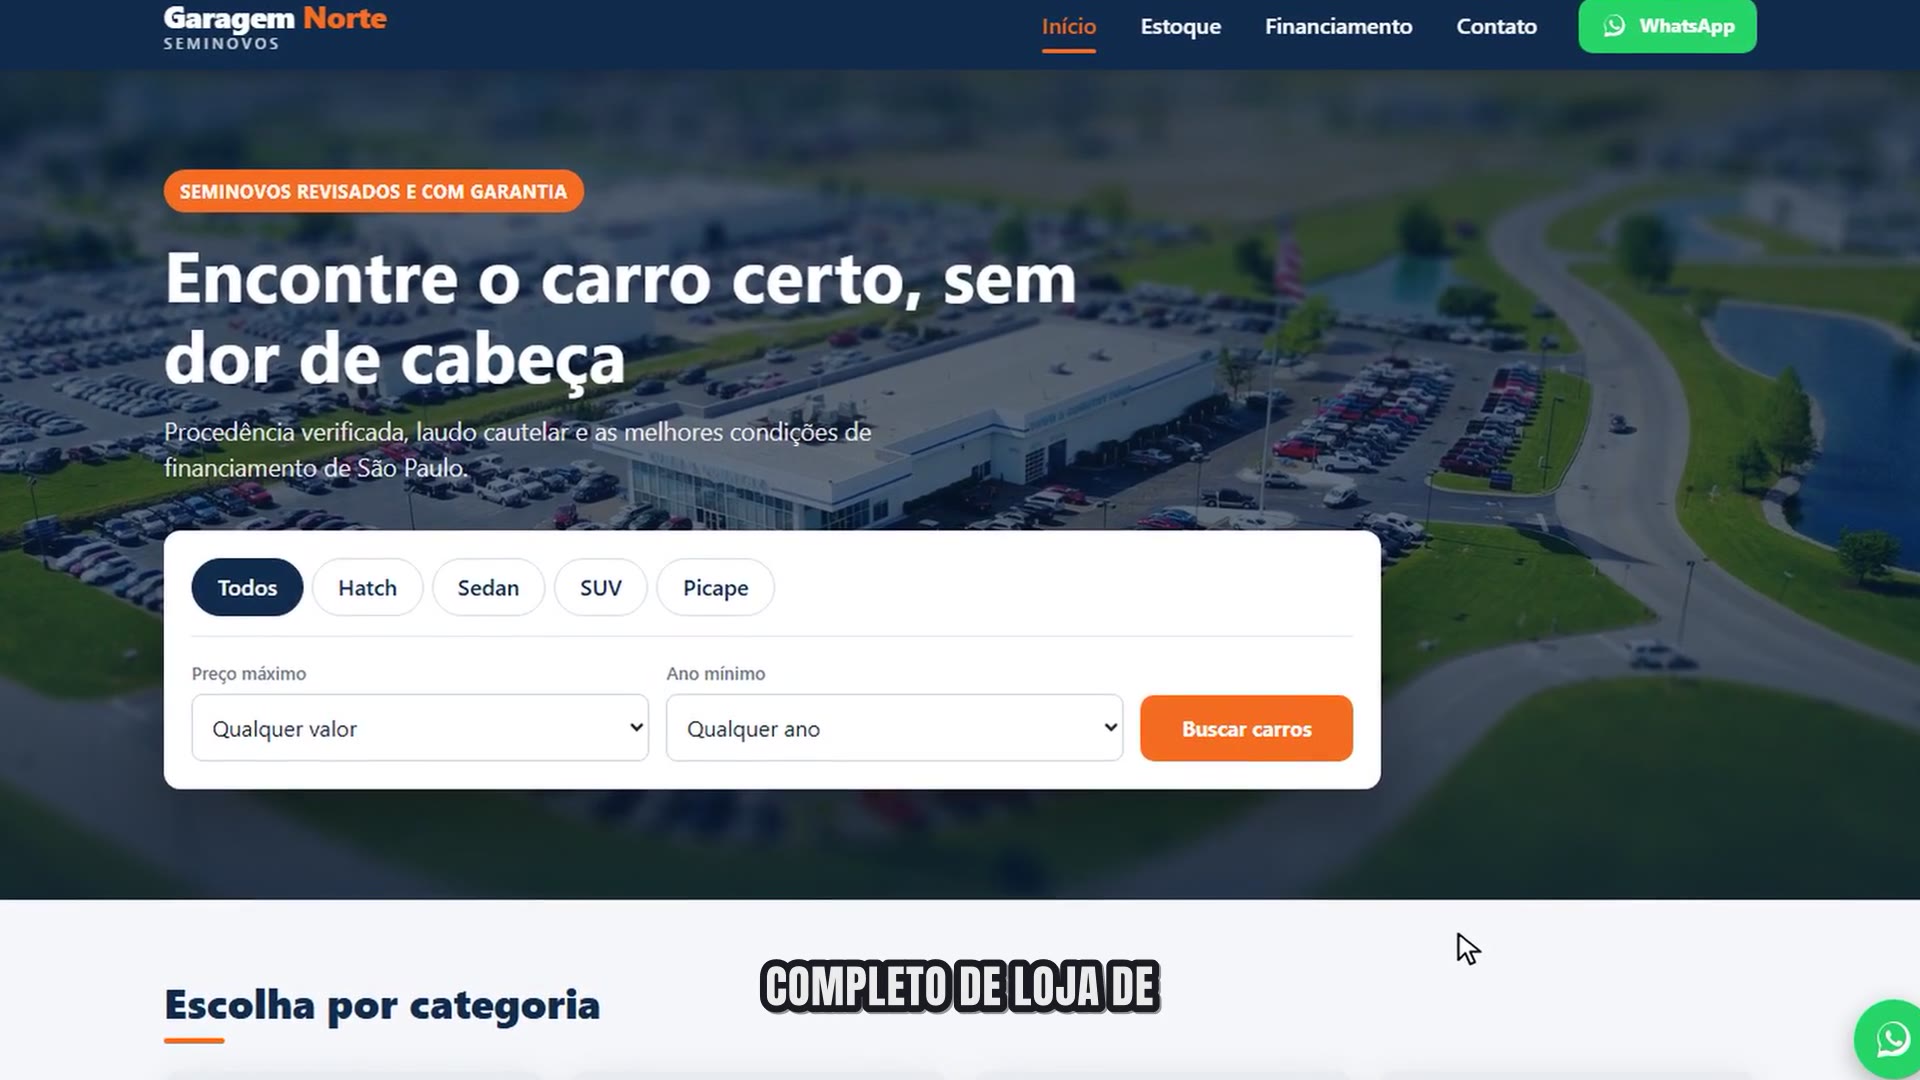 Garagem Norte
SEMINOVOS
Início
Estoque
Financiamento
Contato
WhatsApp
SEMINOVOS REVISADOS E COM GARANTIA
Encontre o carro certo, sem
dor de cabeça
Procedência verificada, laudo cautelar e as melhores condições de
financiamento de São Paulo.
Todos
Hatch
Sedan
SUV
Picape
Preço máximo
Ano mínimo
Qualquer valor
Qualquer ano
Buscar carros
COMPLETO DE LOJA DE
Escolha por categoria